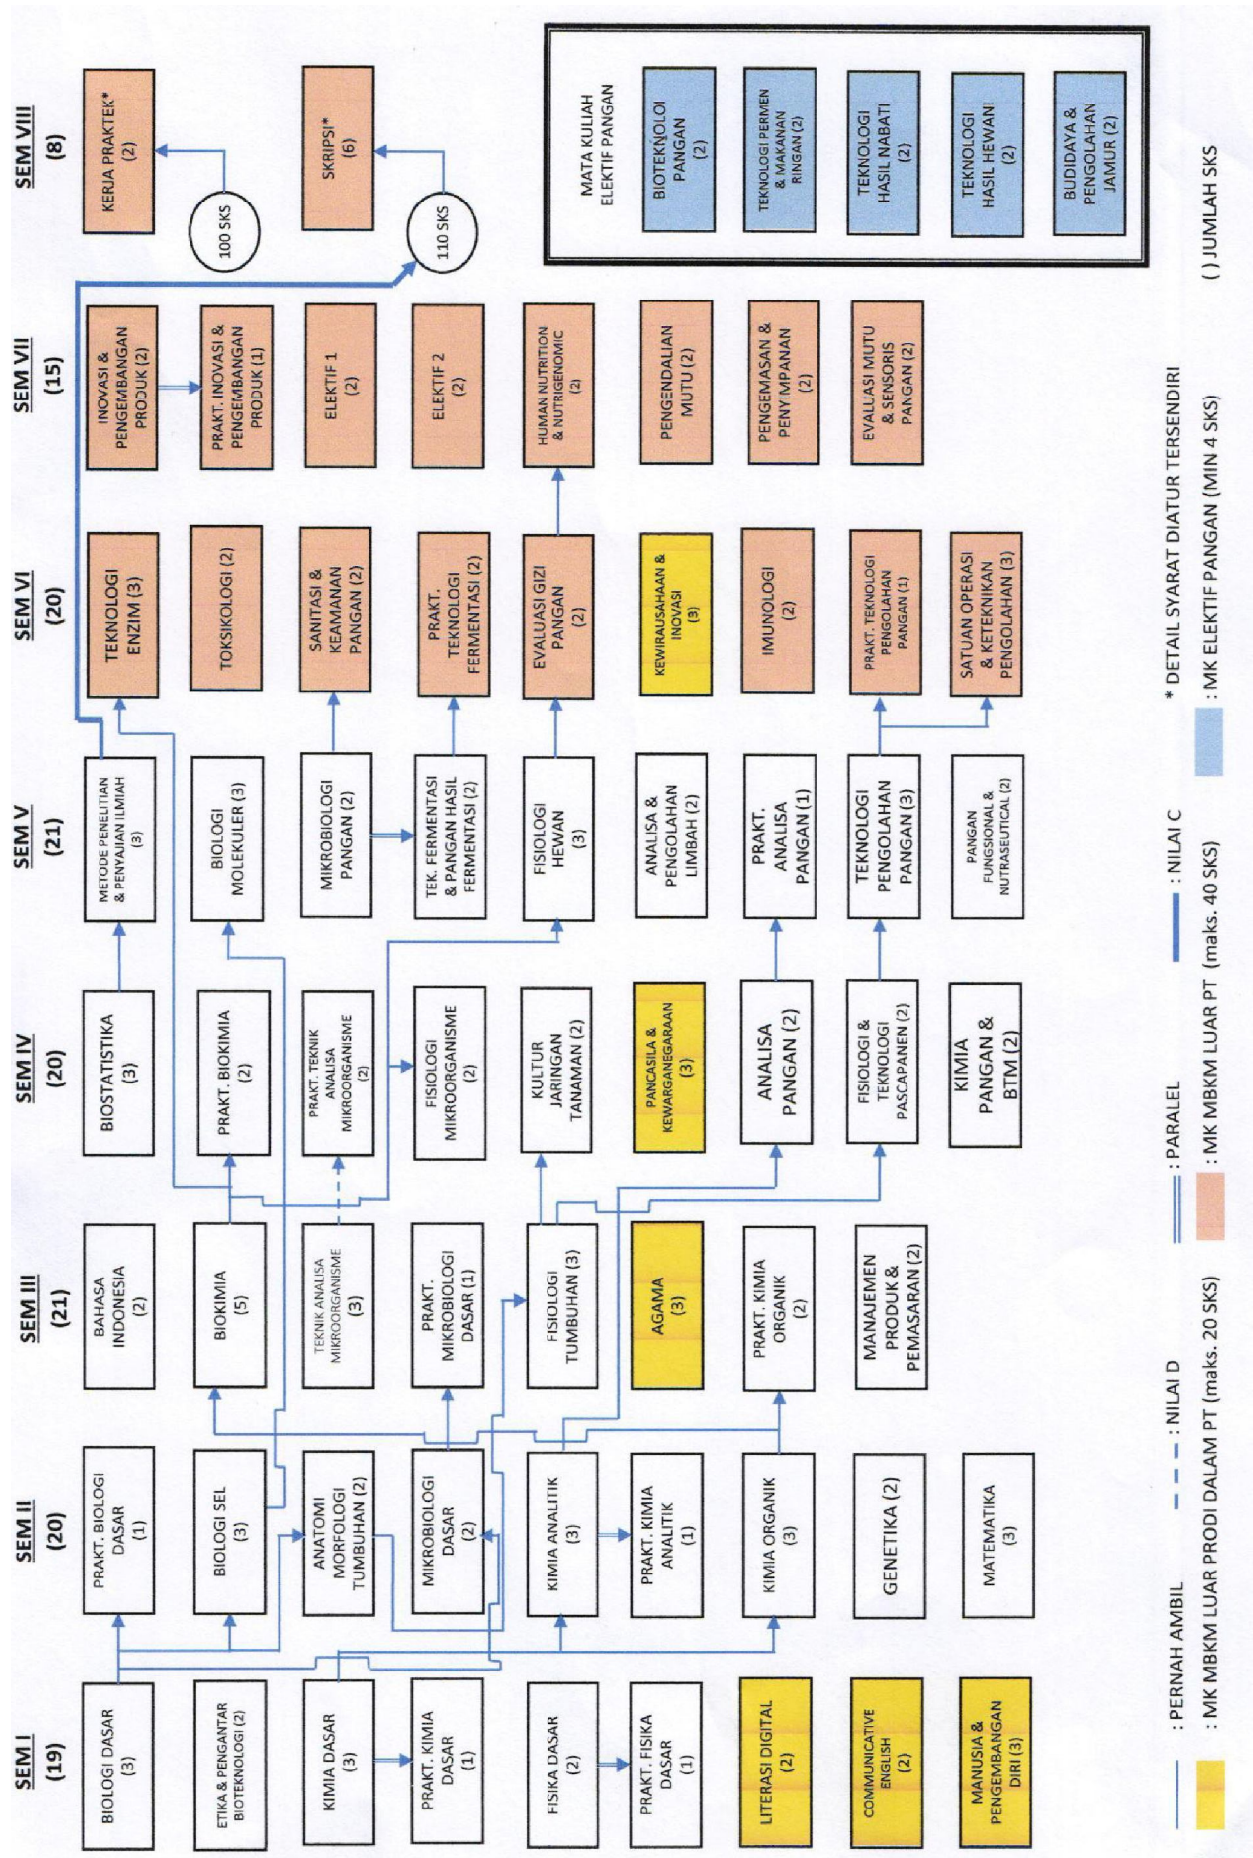 SEM I
(19)
BIOLOGI DASAR
(3)
ETIKA & PENGANTAR
BIOTEKNOLOGI (2)
KIMIA DASAR
(3)
PRAKT. KIMIA
DASAR
(1)
FISIKA DASAR
(2)
PRAKT. FISIKA
DASAR
(1)
LITERASI DIGITAL
(2)
COMMUNICATIVE
ENGLISH
(2)
MANUSIA &
PENGEMBANGAN
DIRI (3)
SEM II
(20)
PRAKT. BIOLOGI
DASAR
(1)
BIOLOGI SEL
(3)
ANATOMI
MORFOLOGI
TUMBUHAN (2)
MIKROBIOLOGI
DASAR
(2)
KIMIA ANALITIK
(3)
PRAKT. KIMIA
ANALITIK
(1)
KIMIA ORGANIK
(3)
GENETIKA (2)
MATEMATIKA
(3)
SEM III
(21)
BAHASA
INDONESIA
(2)
BIOKIMIA
(5)
TEKNIK ANALISA
MIKROORGANISME
(3)
PRAKT.
MIKROBIOLOGI
DASAR (1)
FISIOLOGI
TUMBUHAN (3)
AGAMA
(3)
PRAKT. KIMIA
ORGANIK
(2)
MANAJEMEN
PRODUK &
PEMASARAN (2)
SEM IV
(20)
BIOSTATISTIKA
(3)
PRAKT. BIOKIMIA
(2)
PRAKT. TEKNIK
ANALISA
MIKROORGANISME
(2)
FISIOLOGI
MIKROORGANISME
(2)
KULTUR
JARINGAN
TANAMAN (2)
PANCASILA &
KEWARGANEGARAAN
(3)
ANALISA
PANGAN (2)
FISIOLOGI &
TEKNOLOGI
PASCAPANEN (2)
KIMIA
PANGAN &
BTM (2)
SEM V
(21)
METODE PENELITIAN
& PENYAJIAN ILMIAH
(3)
BIOLOGI
MOLEKULER (3)
MIKROBIOLOGI
PANGAN (2)
TEK. FERMENTASI
& PANGAN HASIL
FERMENTASI (2)
FISIOLOGI
HEWAN
(3)
ANALISA &
PENGOLAHAN
LIMBAH (2)
PRAKT.
ANALISA
PANGAN (1)
TEKNOLOGI
PENGOLAHAN
PANGAN (3)
PANGAN
FUNGSIONAL &
NUTRASEUTICAL (2)
SEM VI
(20)
TEKNOLOGI
ENZIM (3)
TOKSIKOLOGI (2)
SANITASI &
KEAMANAN
PANGAN (2)
PRAKT.
TEKNOLOGI
FERMENTASI (2)
EVALUASI GIZI
PANGAN
(2)
KEWIRAUSAHAAN &
INOVASI
(3)
IMUNOLOGI
(2)
PRAKT. TEKNOLOGI
PENGOLAHAN
PANGAN (1)
SATUAN OPERASI
& KETEKNIKAN
PENGOLAHAN (3)
SEM VII
(15)
INOVASI &
PENGEMBANGAN
PRODUK (2)
PRAKT. INOVASI &
PENGEMBANGAN
PRODUK (1)
ELEKTIF 1
(2)
ELEKTIF 2
(2)
HUMAN NUTRITION
& NUTRIGENOMIC
(2)
PENGENDALIAN
MUTU (2)
PENGEMASAN &
PENYIMPANAN
(2)
EVALUASI MUTU
& SENSORIS
PANGAN (2)
SEM VIII
(8)
KERJA PRAKTEK*
(2)
100 SKS
SKRIPSI*
(6)
110 SKS
MATA KULIAH
ELEKTIF PANGAN
BIOTEKNOLOI
PANGAN
(2)
TEKNOLOGI PERMEN
& MAKANAN
RINGAN (2)
TEKNOLOGI
HASIL NABATI
(2)
TEKNOLOGI
HASIL HEWANI
(2)
BUDIDAYA &
PENGOLAHAN
JAMUR (2)
: PERNAH AMBIL
: NILAI D
: PARALEL
: NILAI C
* DETAIL SYARAT DIATUR TERSENDIRI
( ) JUMLAH SKS
: MK MBKM LUAR PRODI DALAM PT (maks. 20 SKS)
: MK MBKM LUAR PT (maks. 40 SKS)
: MK ELEKTIF PANGAN (MIN 4 SKS)